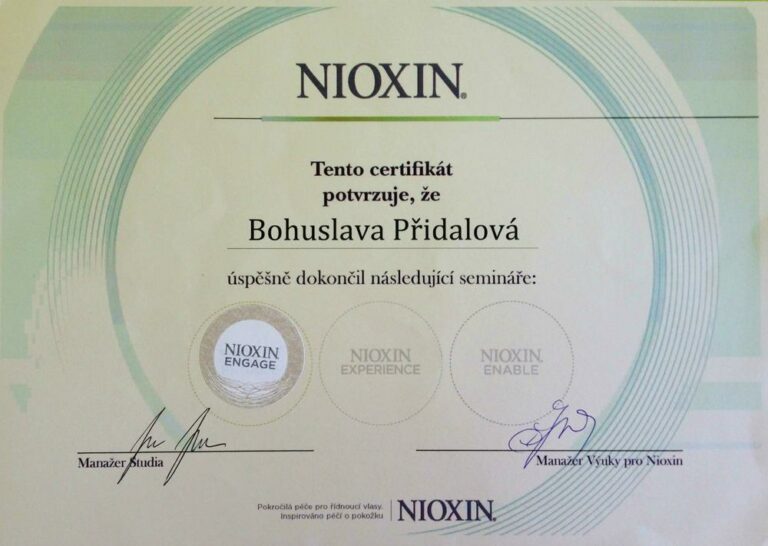 NIOXIN.
Tento certifikát
potvrzuje, že
Bohuslava Přidalová
úspěšně dokončil následující semináře:
NIOXIN.
ENGAGE
NIOXIN.
EXPERIENCE
NIOXIN.
ENABLE
Manažer Studia
Manažer Výuky pro Nioxin
Pokročilá péče pro řídnoucí vlasy.
Inspirováno péčí o pokožku
NIOXIN.